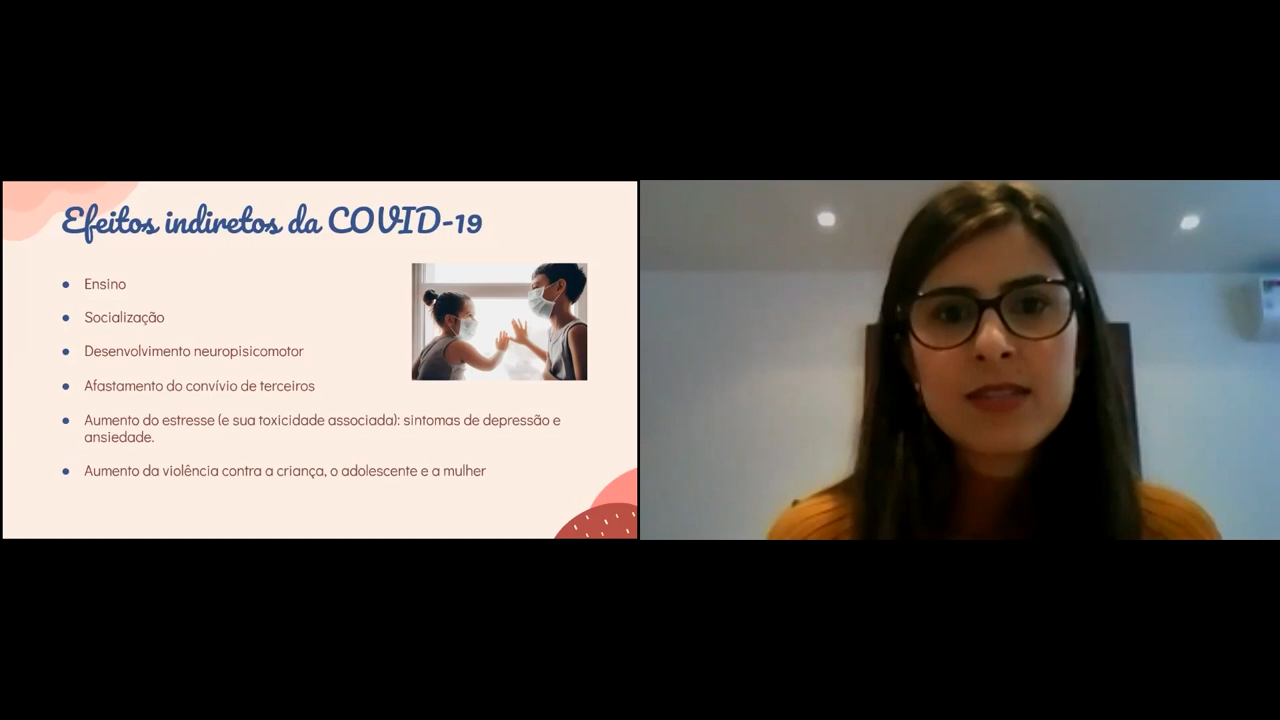 Efeitos indiretos da COVID-19
Ensino
Socialização
Desenvolvimento neuropisicomotor
Afastamento do convívio de terceiros
Aumento do estresse (e sua toxicidade associada): sintomas de depressão e
ansiedade.
Aumento da violência contra a criança, o adolescente e a mulher